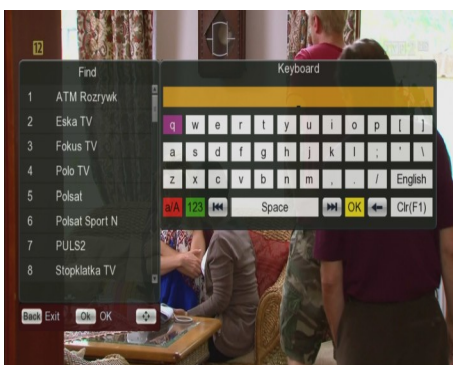 12
Find
1 ATM Rozrywk
2 Eska TV
3 Fokus TV
4 Polo TV
5 Polsat
6 Polsat Sport N
7 PULS2
8 Stopklatka TV
Back Exit Ok OK
Keyboard
q w e r t y u i o p [ ]
a s d f g h j k l ; ' \
z x c v b n m , . / English
a/A 123 Space OK Clr(F1)